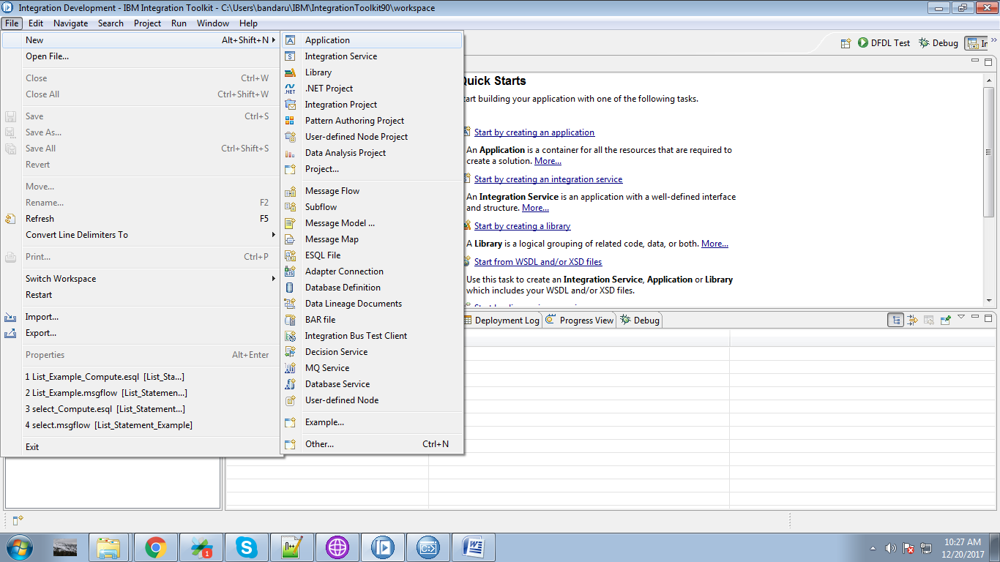 Integration Development - IBM Integration Toolkit - C:\Users\bandaru\IBM\IntegrationToolkit90\workspace
File Edit Navigate Search Project Run Window Help
New Alt+Shift+N
Open File...
Close Ctrl+W
Close All Ctrl+Shift+W
Save Ctrl+S
Save As...
Save All Ctrl+Shift+S
Revert
Move...
Rename... F2
Refresh F5
Convert Line Delimiters To
Print... Ctrl+P
Switch Workspace
Restart
Import...
Export...
Properties Alt+Enter
1 List_Example_Compute.esql [List_Sta...]
2 List_Example.msgflow [List_Statemen...]
3 select_Compute.esql [List_Statement...]
4 select.msgflow [List_Statement_Example]
Exit
Application
Integration Service
Library
.NET Project
Integration Project
Pattern Authoring Project
User-defined Node Project
Data Analysis Project
Project...
Message Flow
Subflow
Message Model ...
Message Map
ESQL File
Adapter Connection
Database Definition
Data Lineage Documents
BAR file
Integration Bus Test Client
Decision Service
MQ Service
Database Service
User-defined Node
Example...
Other... Ctrl+N
DFDL Test Debug In
Quick Starts
tart building your application with one of the following tasks.
Start by creating an application
An Application is a container for all the resources that are required to
create a solution. More...
Start by creating an integration service
An Integration Service is an application with a well-defined interface
and structure. More...
Start by creating a library
A Library is a logical grouping of related code, data, or both. More...
Start from WSDL and/or XSD files
Use this task to create an Integration Service, Application or Library
which includes your WSDL and/or XSD files.
Deployment Log Progress View Debug
10:27 AM
12/20/2017